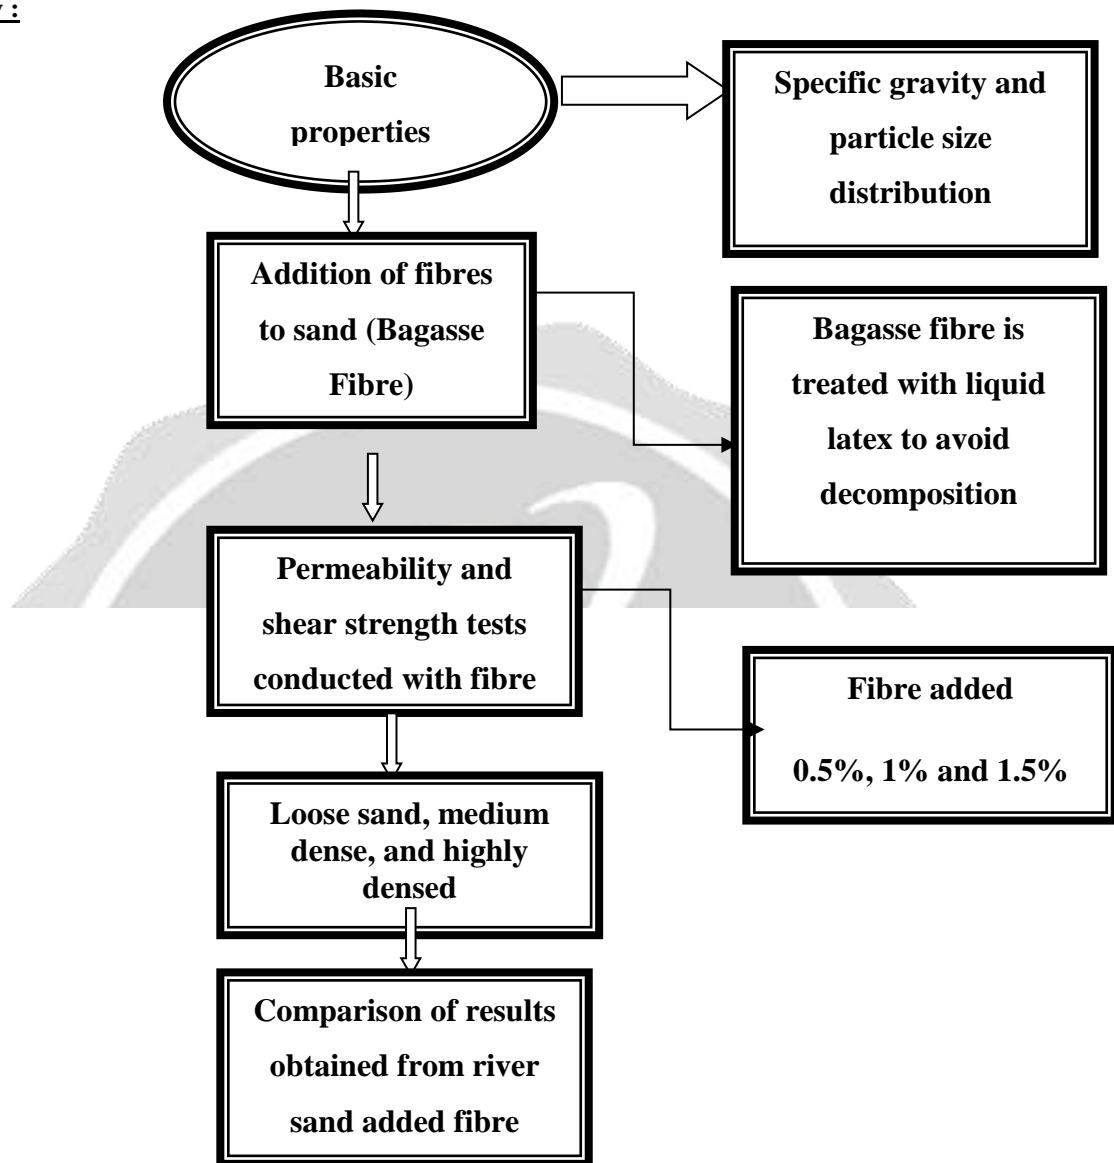 Basic
properties
Specific gravity and
particle size
distribution
Addition of fibres
to sand (Bagasse
Fibre)
Bagasse fibre is
treated with liquid
latex to avoid
decomposition
Permeability and
shear strength tests
conducted with fibre
Fibre added
0.5%, 1% and 1.5%
Loose sand, medium
dense, and highly
densed
Comparison of results
obtained from river
sand added fibre